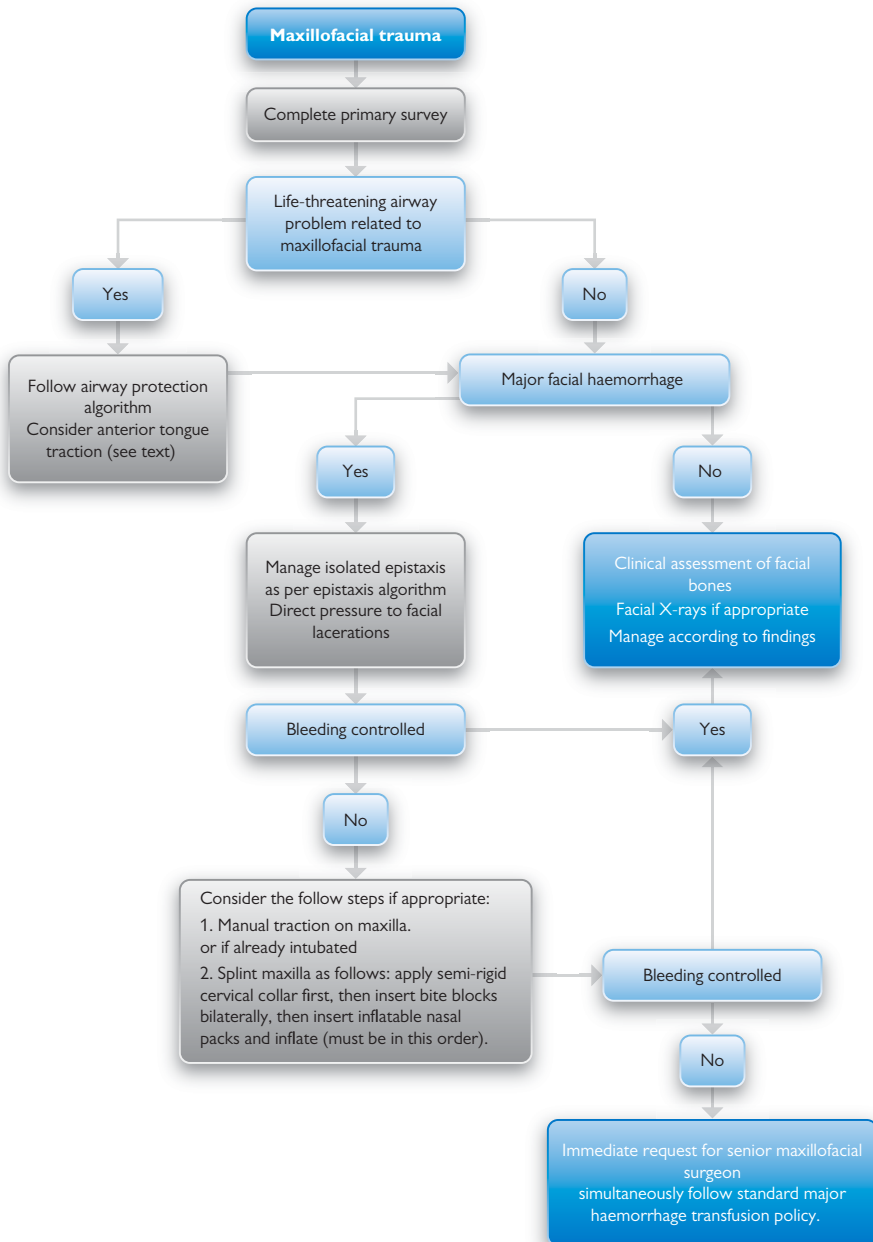 Maxillofacial trauma
Complete primary survey
Life-threatening airway
problem related to
maxillofacial trauma
Yes
No
Follow airway protection
algorithm
Consider anterior tongue
traction (see text)
Major facial haemorrhage
Yes
No
Manage isolated epistaxis
as per epistaxis algorithm
Direct pressure to facial
lacerations
Clinical assessment of facial
bones
Facial X-rays if appropriate
Manage according to findings
Bleeding controlled
Yes
No
Consider the follow steps if appropriate:
1. Manual traction on maxilla.
or if already intubated
2. Splint maxilla as follows: apply semi-rigid
cervical collar first, then insert bite blocks
bilaterally, then insert inflatable nasal
packs and inflate (must be in this order).
Bleeding controlled
No
Immediate request for senior maxillofacial
surgeon
simultaneously follow standard major
haemorrhage transfusion policy.